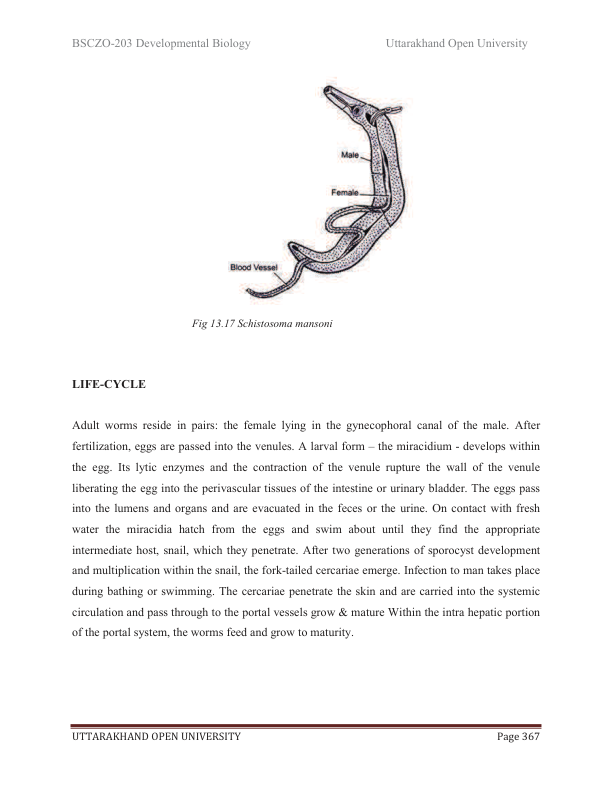 BSCZO-203 Developmental Biology Uttarakhand Open University
Male
Female
Blood Vessel
Fig 13.17 Schistosoma mansoni
LIFE-CYCLE
Adult worms reside in pairs: the female lying in the gynecophoral canal of the male. After
fertilization, eggs are passed into the venules. A larval form – the miracidium - develops within
the egg. Its lytic enzymes and the contraction of the venule rupture the wall of the venule
liberating the egg into the perivascular tissues of the intestine or urinary bladder. The eggs pass
into the lumens and organs and are evacuated in the feces or the urine. On contact with fresh
water the miracidia hatch from the eggs and swim about until they find the appropriate
intermediate host, snail, which they penetrate. After two generations of sporocyst development
and multiplication within the snail, the fork-tailed cercariae emerge. Infection to man takes place
during bathing or swimming. The cercariae penetrate the skin and are carried into the systemic
circulation and pass through to the portal vessels grow & mature Within the intra hepatic portion
of the portal system, the worms feed and grow to maturity.
UTTARAKHAND OPEN UNIVERSITY Page 367